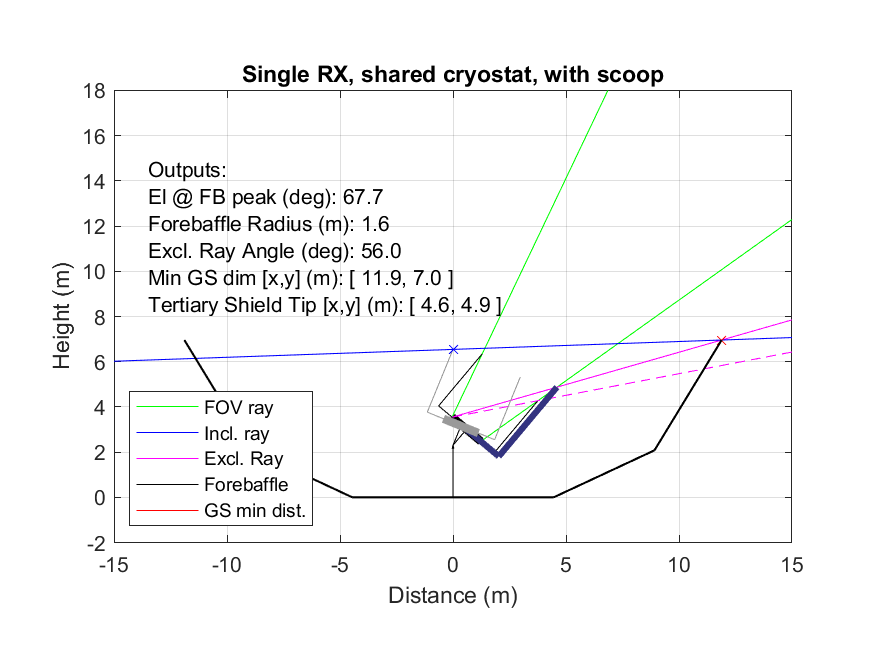 Single RX, shared cryostat, with scoop
18
16
14
12
10
8
6
4
2
0
-2
Height (m)
Outputs:
El @ FB peak (deg): 67.7
Forebaffle Radius (m): 1.6
Excl. Ray Angle (deg): 56.0
Min GS dim [x,y] (m): [ 11.9, 7.0 ]
Tertiary Shield Tip [x,y] (m): [ 4.6, 4.9 ]
FOV ray
Incl. ray
Excl. Ray
Forebaffle
GS min dist.
-15
-10
-5
0
5
10
15
Distance (m)